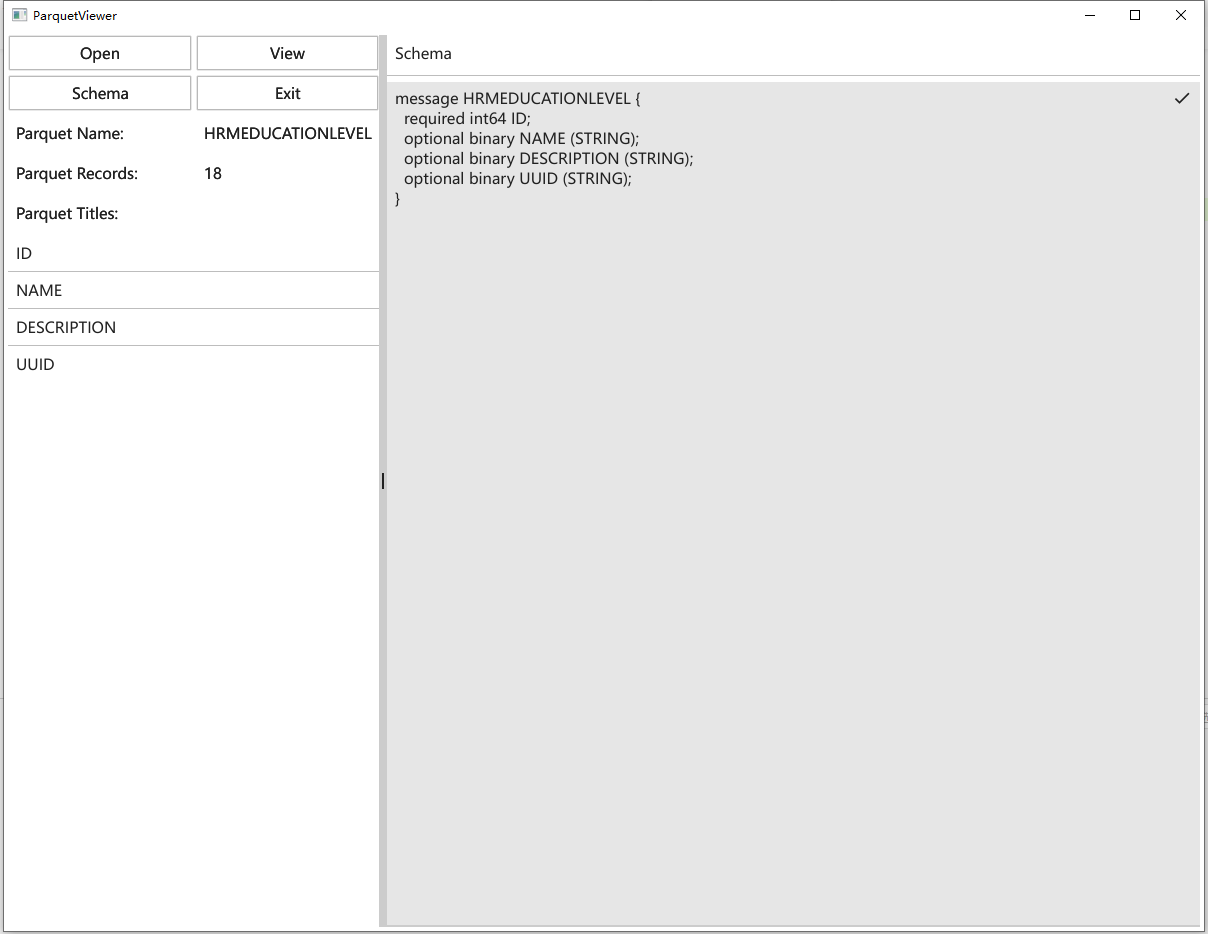 ParquetViewer
Open View
Schema Exit
Parquet Name: HRMEDUCATIONLEVEL
Parquet Records: 18
Parquet Titles:
ID
NAME
DESCRIPTION
UUID
Schema
message HRMEDUCATIONLEVEL {
  required int64 ID;
  optional binary NAME (STRING);
  optional binary DESCRIPTION (STRING);
  optional binary UUID (STRING);
}